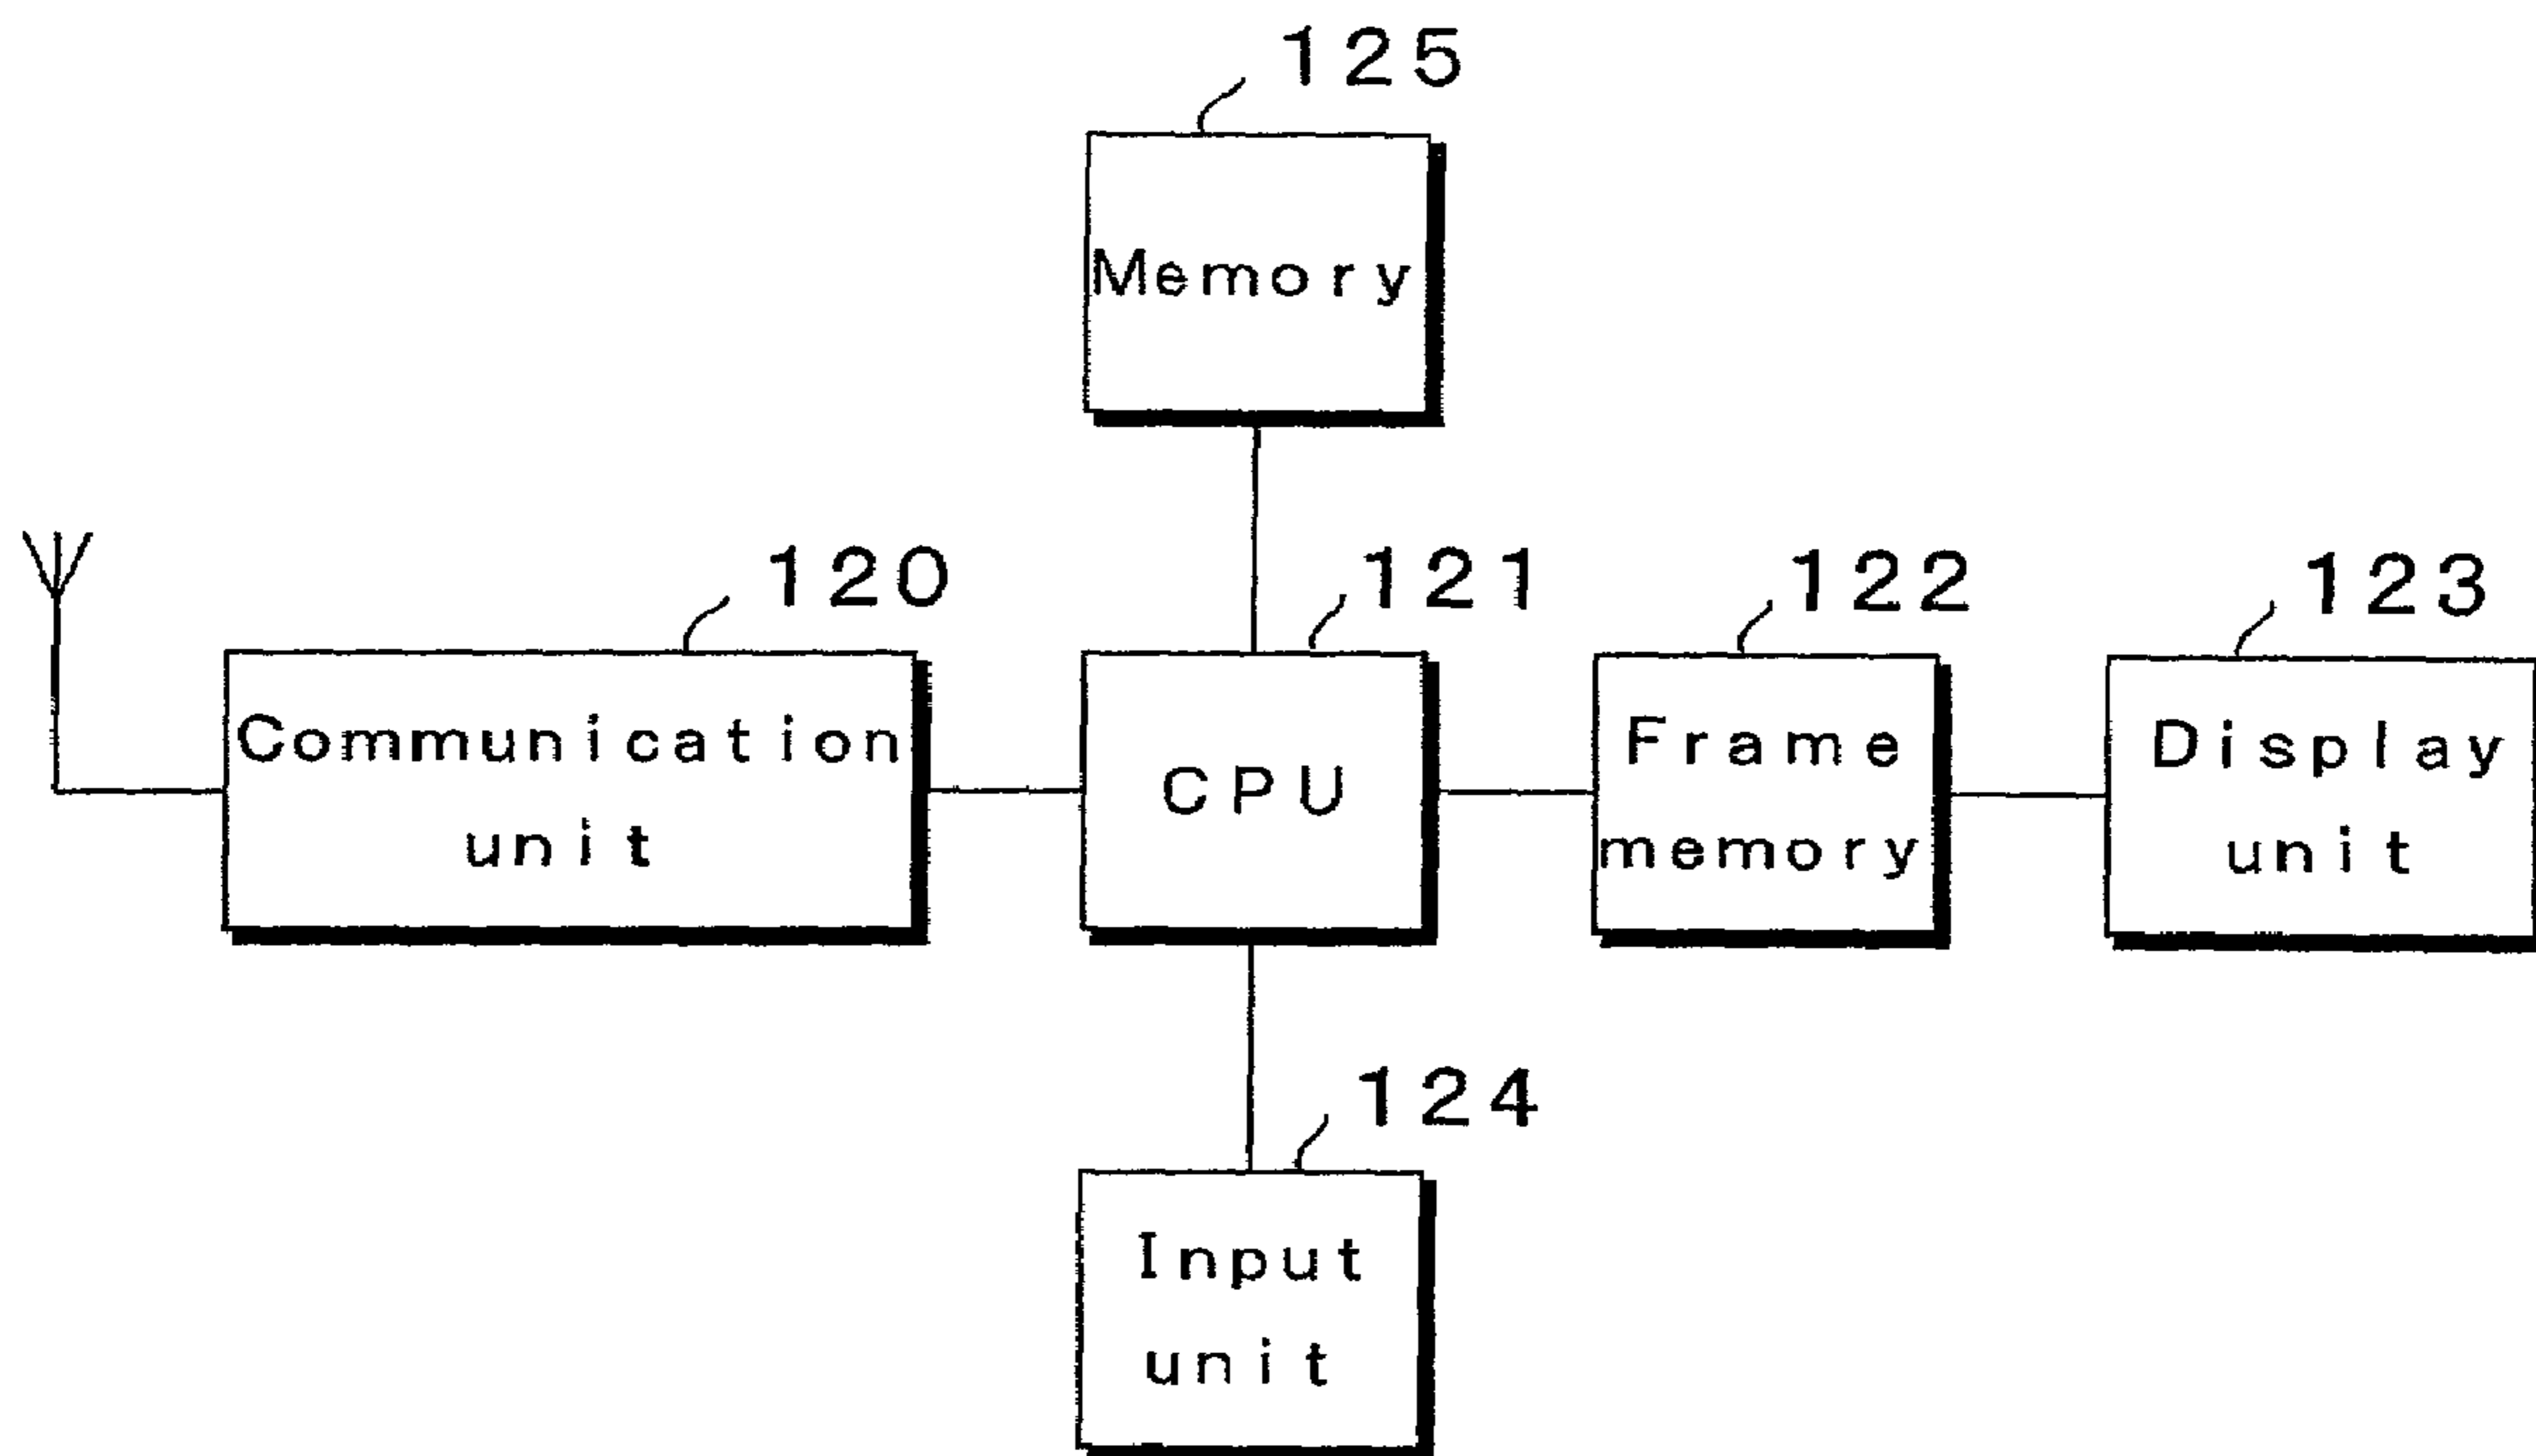 125
Memory
120
121
122
123
Communication
unit
CPU
Frame
memory
Display
unit
124
Input
unit